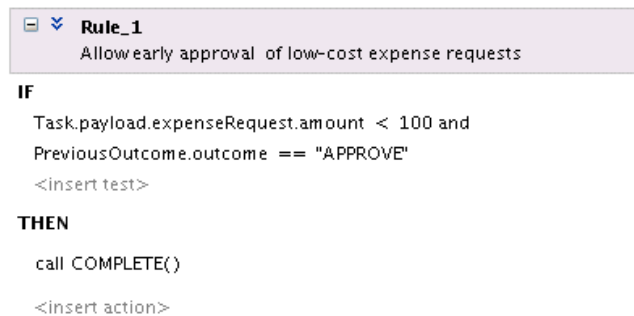 Rule_1
Allow early approval of low-cost expense requests
IF
Task.payload.expenseRequest.amount < 100 and
PreviousOutcome.outcome == "APPROVE"
<insert test>
THEN
call COMPLETE()
<insert action>